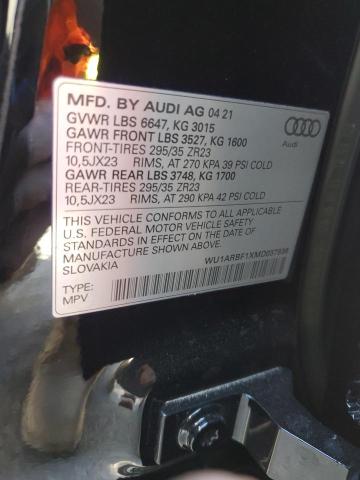 MFD. BY AUDI AG 04 21
GVWR LBS 6647, KG 3015
GAWR FRONT LBS 3527, KG 1600
FRONT-TIRES 295/35 ZR23
10,5JX23 RIMS, AT 270 KPA 39 PSI COLD
GAWR REAR LBS 3748, KG 1700
REAR-TIRES 295/35 ZR23
10,5JX23 RIMS, AT 290 KPA 42 PSI COLD
Audi
THIS VEHICLE CONFORMS TO ALL APPLICABLE
U.S. FEDERAL MOTOR VEHICLE SAFETY
STANDARDS IN EFFECT ON THE DATE OF
MANUFACTURE SHOWN ABOVE.
SLOVAKIA
TYPE:
MPV